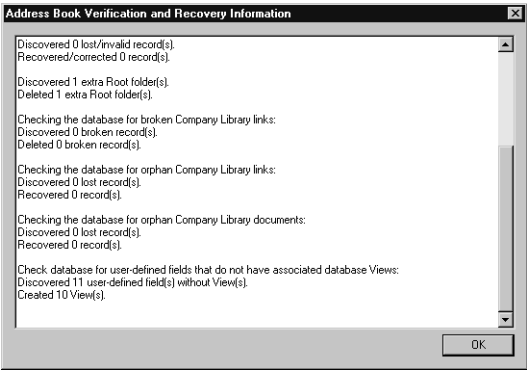 Address Book Verification and Recovery Information
Discovered 0 lost/invalid record(s).
Recovered/corrected 0 record(s).
Discovered 1 extra Root folder(s).
Deleted 1 extra Root folder(s).
Checking the database for broken Company Library links:
Discovered 0 broken record(s).
Deleted 0 broken record(s).
Checking the database for orphan Company Library links:
Discovered 0 lost record(s).
Recovered 0 record(s).
Checking the database for orphan Company Library documents:
Discovered 0 lost record(s).
Recovered 0 record(s).
Check database for user-defined fields that do not have associated database Views:
Discovered 11 user-defined field(s) without View(s).
Created 10 View(s).
OK